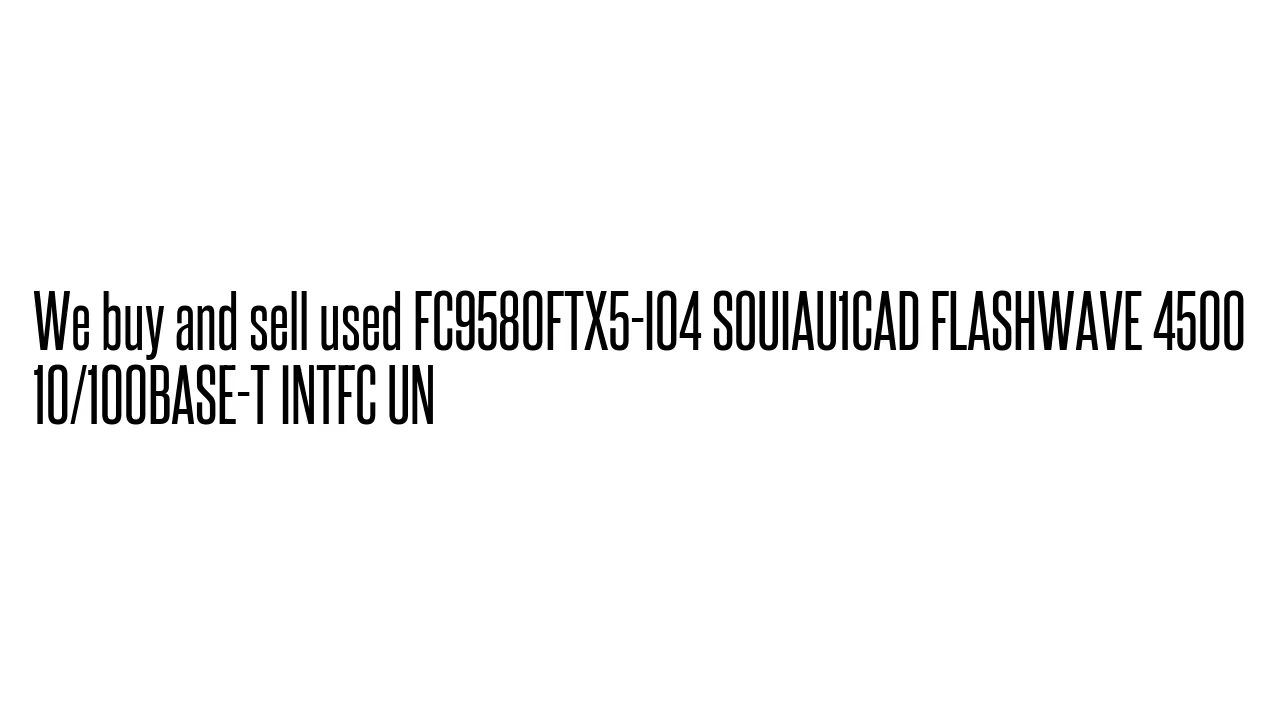 We buy and sell used FC9580FTX5-I04 SOUIAU1CAD FLASHWAVE 4500
10/100BASE-T INTFC UN